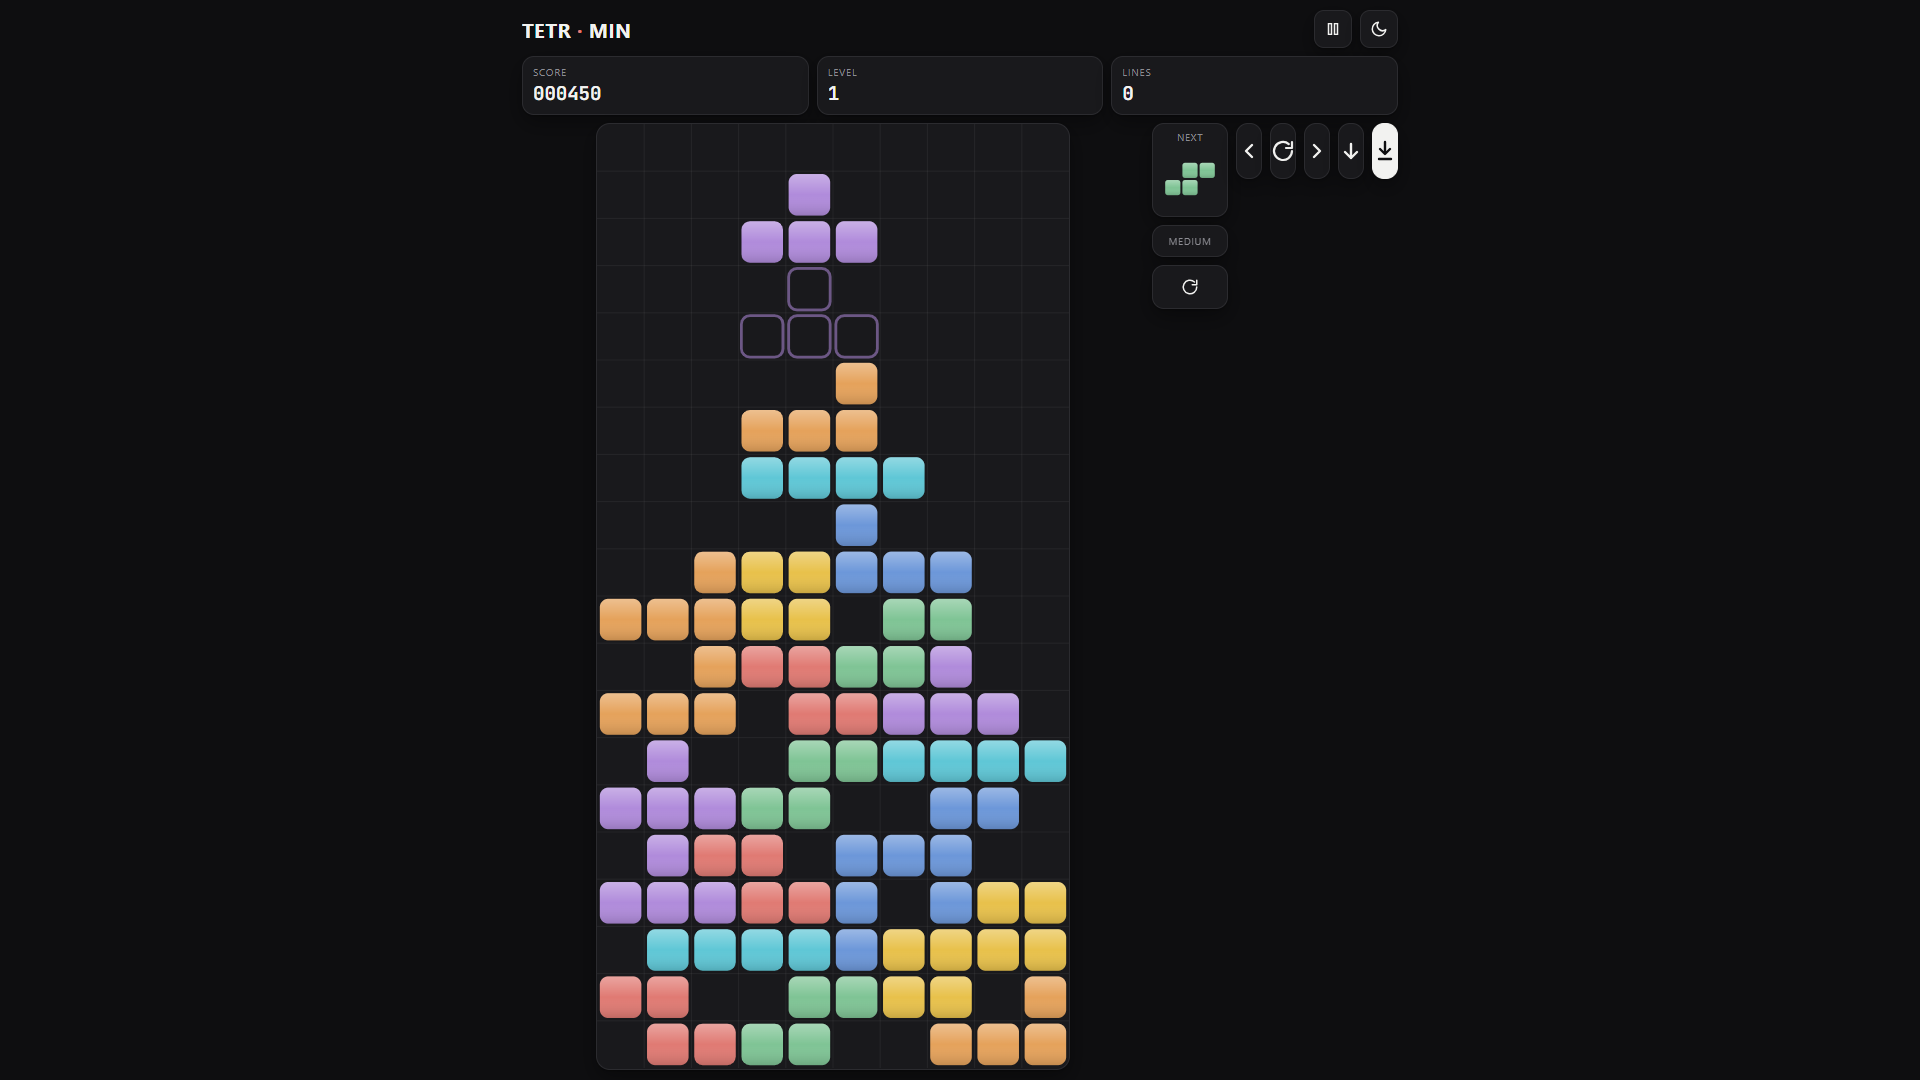 TETR · MIN
SCORE
000450
LEVEL
1
LINES
0
NEXT
MEDIUM